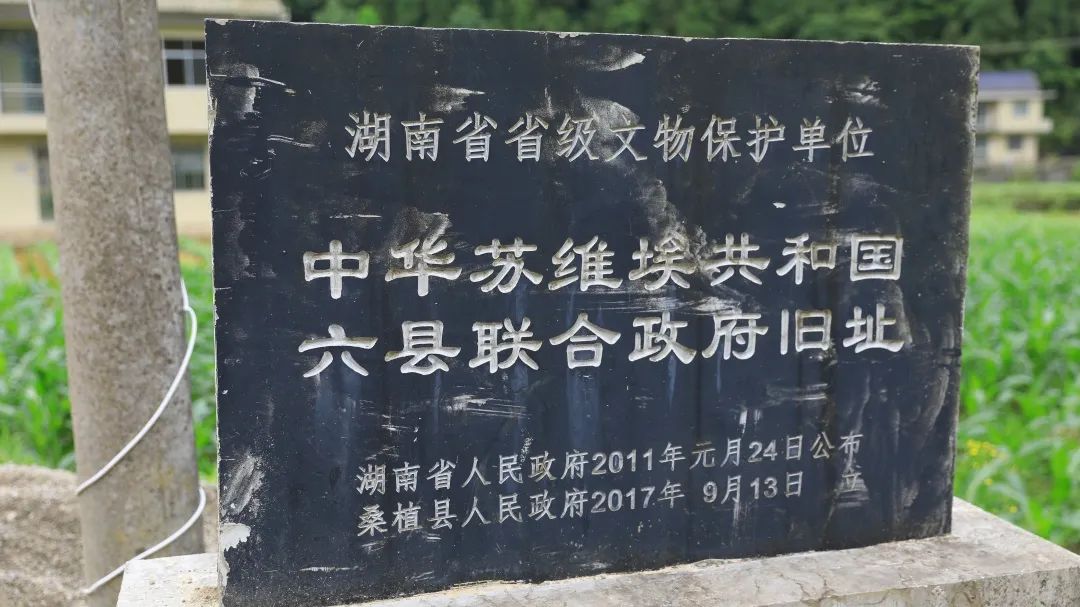 湖南省省级文物保护单位
中华苏维埃共和国
六县联合政府旧址
湖南省人民政府2011年元月24日公布
桑植县人民政府2017年 9月13日 立